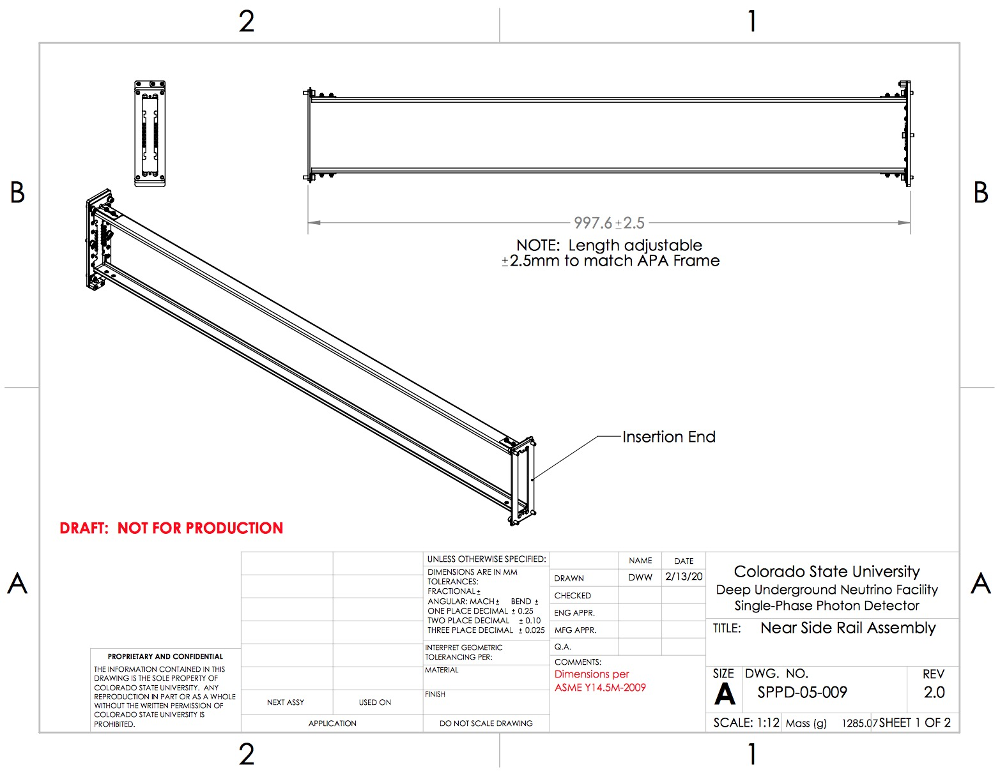 2
1
B
B
997.6±2.5
NOTE:  Length adjustable
±2.5mm to match APA Frame
Insertion End
DRAFT:  NOT FOR PRODUCTION
A
A
PROPRIETARY AND CONFIDENTIAL
THE INFORMATION CONTAINED IN THIS
DRAWING IS THE SOLE PROPERTY OF
COLORADO STATE UNIVERSITY.  ANY
REPRODUCTION IN PART OR AS A WHOLE
WITHOUT THE WRITTEN PERMISSION OF
COLORADO STATE UNIVERSITY IS
PROHIBITED.
NEXT ASSY
USED ON
APPLICATION
UNLESS OTHERWISE SPECIFIED:
DIMENSIONS ARE IN MM
TOLERANCES:
FRACTIONAL±
ANGULAR: MACH±     BEND ±
ONE PLACE DECIMAL ± 0.25
TWO PLACE DECIMAL   ± 0.10
THREE PLACE DECIMAL  ± 0.025
INTERPRET GEOMETRIC
TOLERANCING PER:
MATERIAL
FINISH
DO NOT SCALE DRAWING
NAME
DATE
DRAWN
DWW
2/13/20
CHECKED
ENG APPR.
MFG APPR.
Q.A.
COMMENTS:
Dimensions per
ASME Y14.5M-2009
Colorado State University
Deep Underground Neutrino Facility
Single-Phase Photon Detector
TITLE:
Near Side Rail Assembly
SIZE
A
DWG.  NO.
SPPD-05-009
REV
2.0
SCALE: 1:12
Mass (g)
1285.07
SHEET 1 OF 2
2
1